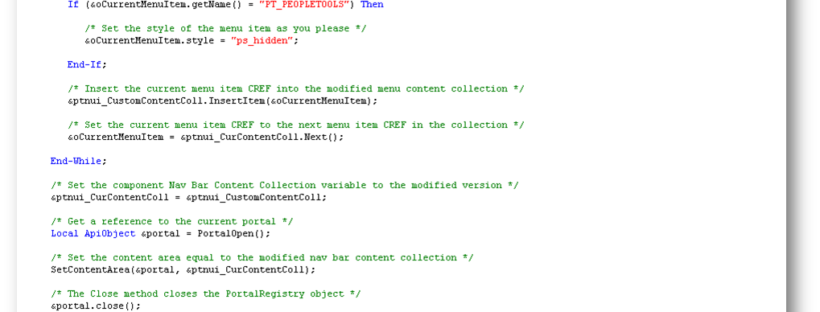 If (&oCurrentMenuItem.getName() = "PT_PEOPLETOOLS") Then
/* Set the style of the menu item as you please */
&oCurrentMenuItem.style = "ps_hidden";
End-If;
/* Insert the current menu item CREF into the modified menu content collection */
&ptnui_CustomContentColl.InsertItem(&oCurrentMenuItem);
/* Set the current menu item CREF to the next menu item CREF in the collection */
&oCurrentMenuItem = &ptnui_CurContentColl.Next();
End-While;
/* Set the component Nav Bar Content Collection variable to the modified version */
&ptnui_CurContentColl = &ptnui_CustomContentColl;
/* Get a reference to the current portal */
Local ApiObject &portal = PortalOpen();
/* Set the content area equal to the modified nav bar content collection */
SetContentArea(&portal, &ptnui_CurContentColl);
/* The Close method closes the PortalRegistry object */
&portal.close();